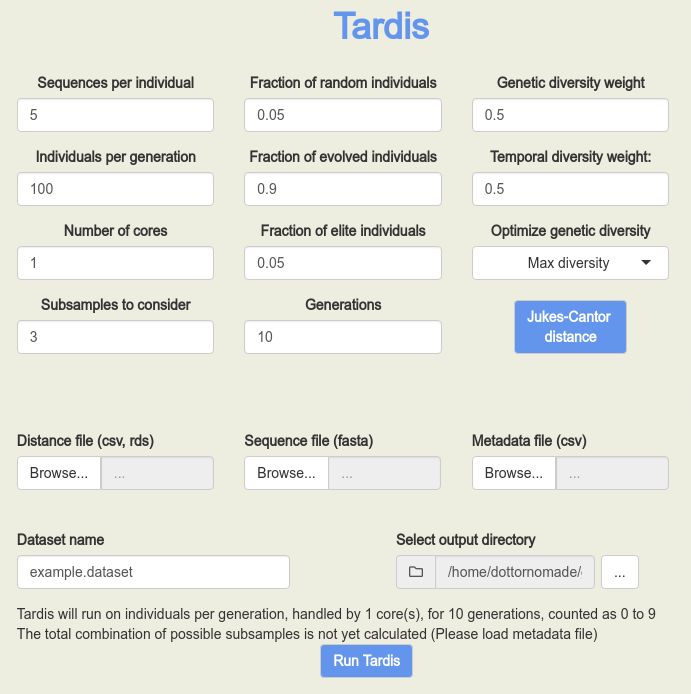 Tardis
Sequences per individual
5
Fraction of random individuals
0.05
Genetic diversity weight
0.5
Individuals per generation
100
Fraction of evolved individuals
0.9
Temporal diversity weight:
0.5
Number of cores
1
Fraction of elite individuals
0.05
Optimize genetic diversity
Max diversity
Subsamples to consider
3
Generations
10
Jukes-Cantor
distance
Distance file (csv, rds)
Browse... ...
Sequence file (fasta)
Browse... ...
Metadata file (csv)
Browse... ...
Dataset name
example.dataset
Select output directory
/home/dottornomade/ ...
Tardis will run on individuals per generation, handled by 1 core(s), for 10 generations, counted as 0 to 9
The total combination of possible subsamples is not yet calculated (Please load metadata file)
Run Tardis